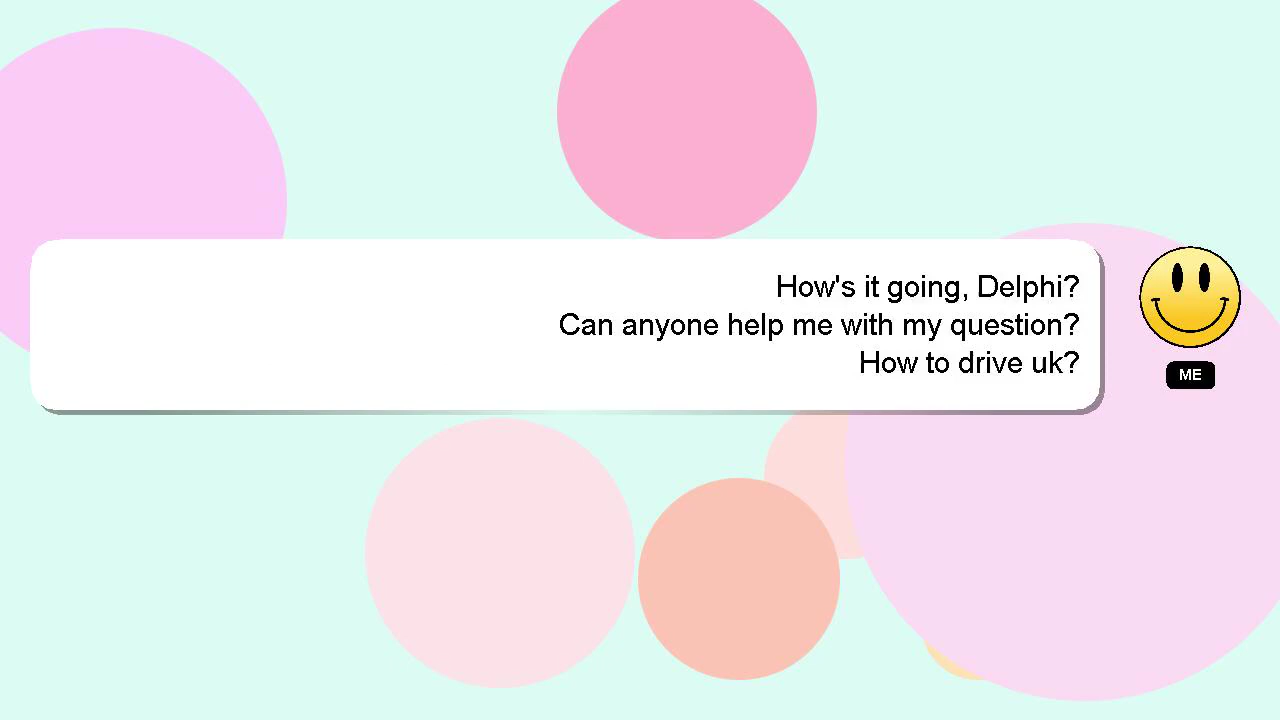 How's it going, Delphi?
Can anyone help me with my question?
How to drive uk?
ME